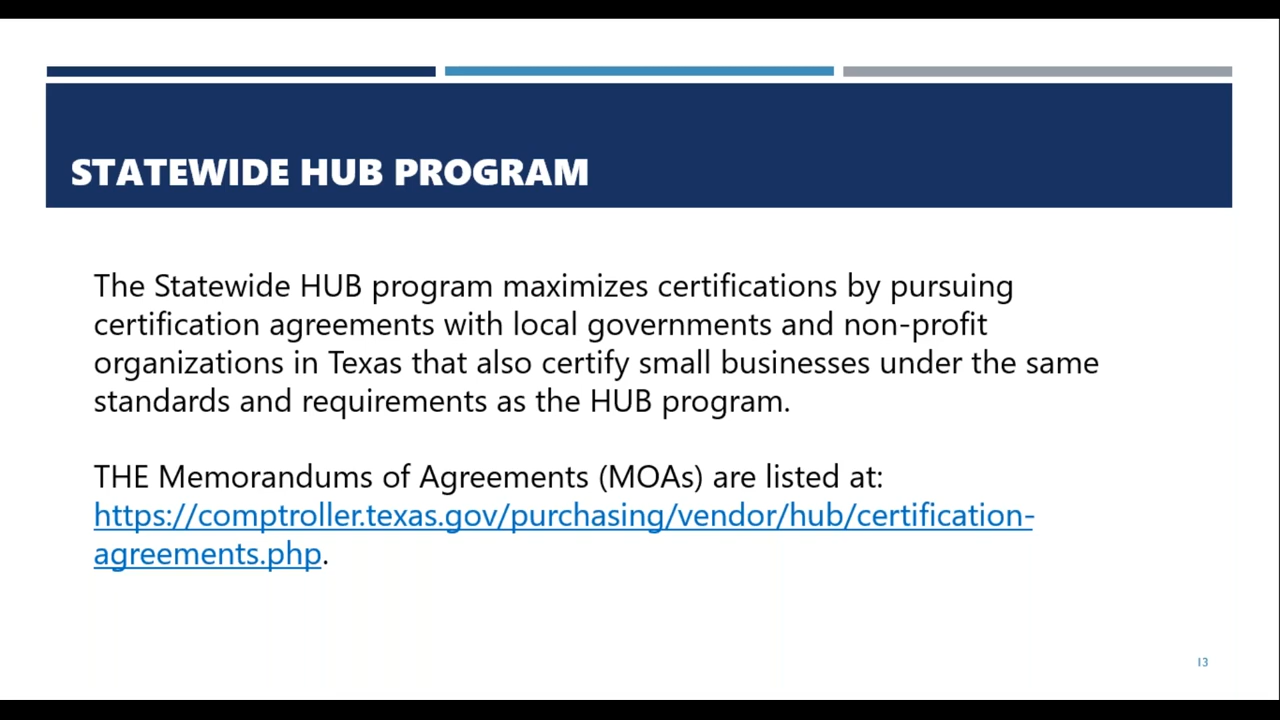 STATEWIDE HUB PROGRAM
The Statewide HUB program maximizes certifications by pursuing
certification agreements with local governments and non-profit
organizations in Texas that also certify small businesses under the same
standards and requirements as the HUB program.
THE Memorandums of Agreements (MOAs) are listed at:
https://comptroller.texas.gov/purchasing/vendor/hub/certification-
agreements.php.
13